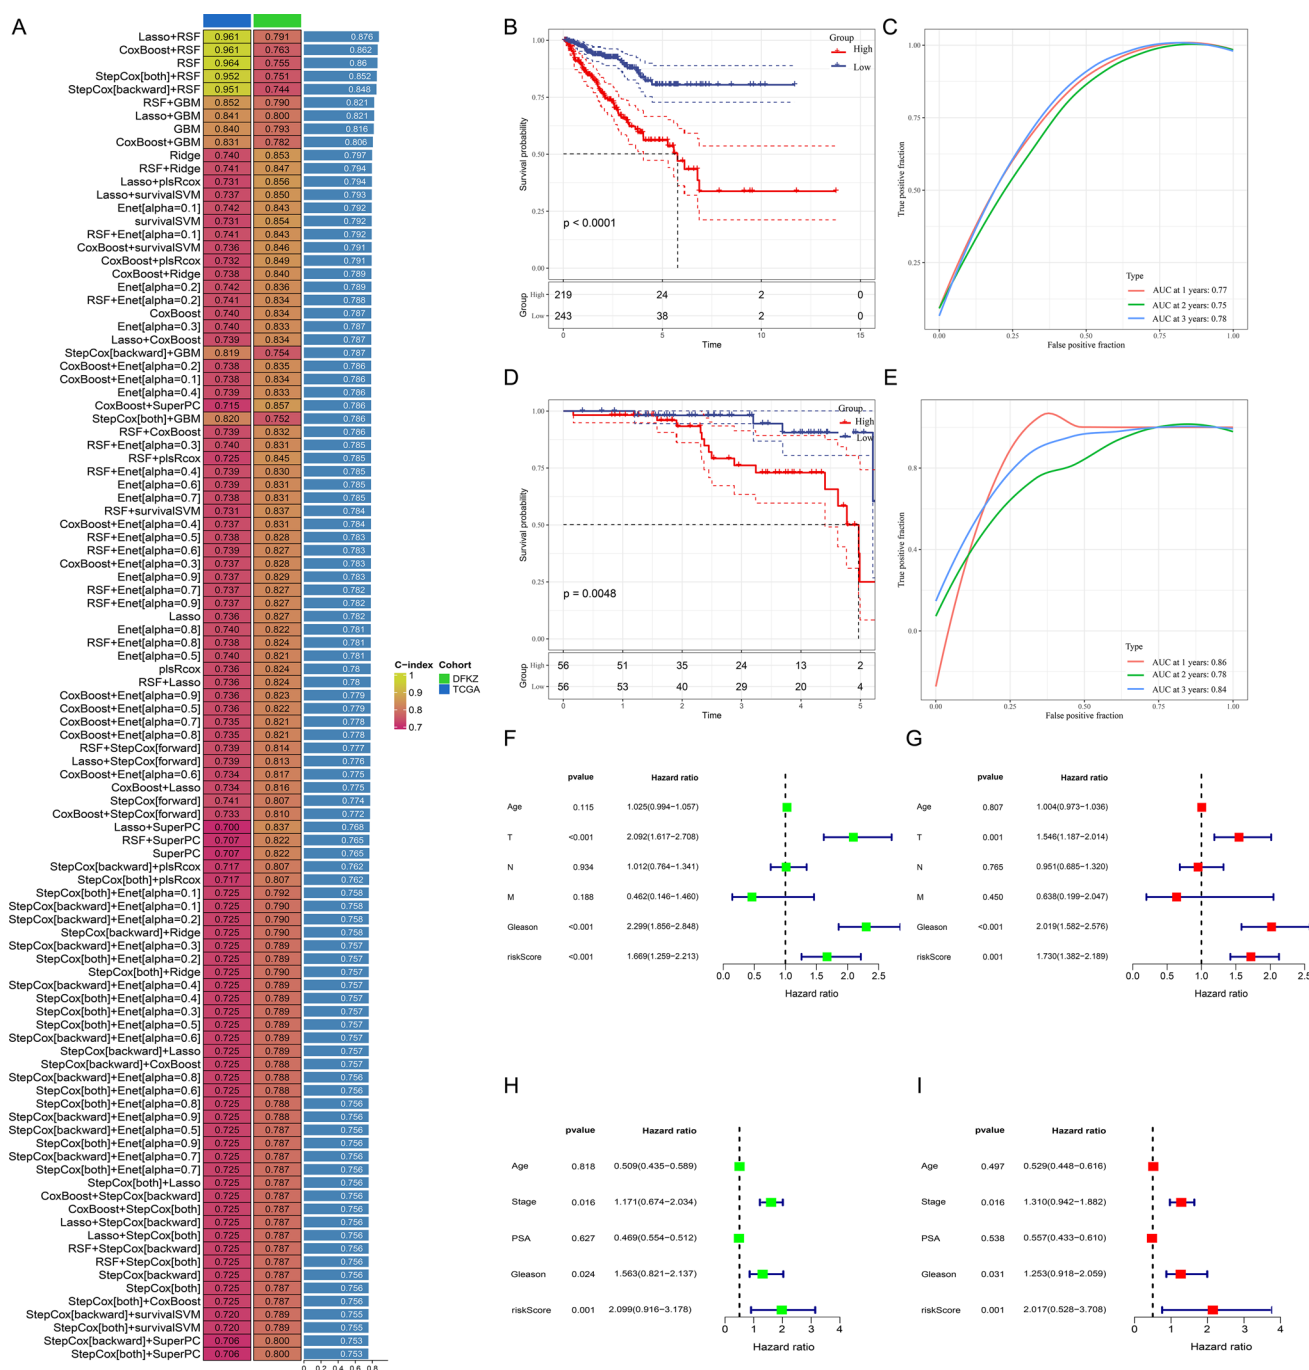 A
Lasso+RSF 0.961 0.791 0.876
CoxBoost+RSF 0.961 0.763 0.862
RSF 0.964 0.755 0.86
StepCox[both]+RSF 0.952 0.751 0.852
StepCox[backward]+RSF 0.951 0.744 0.848
RSF+GBM 0.852 0.790 0.821
Lasso+GBM 0.841 0.800 0.821
GBM 0.840 0.793 0.816
CoxBoost+GBM 0.831 0.782 0.806
Ridge 0.740 0.853 0.797
RSF+Ridge 0.741 0.847 0.794
Lasso+plsRcox 0.731 0.856 0.794
Lasso+survivalSVM 0.737 0.850 0.793
Enet[alpha=0.1] 0.742 0.843 0.792
survivalSVM 0.731 0.854 0.792
RSF+Enet[alpha=0.1] 0.741 0.843 0.792
CoxBoost+survivalSVM 0.736 0.846 0.791
CoxBoost+plsRcox 0.732 0.849 0.791
CoxBoost+Ridge 0.738 0.840 0.789
Enet[alpha=0.2] 0.742 0.836 0.789
RSF+Enet[alpha=0.2] 0.741 0.834 0.788
CoxBoost 0.740 0.834 0.787
Enet[alpha=0.3] 0.740 0.833 0.787
Lasso+CoxBoost 0.739 0.834 0.787
StepCox[backward]+GBM 0.819 0.754 0.787
CoxBoost+Enet[alpha=0.2] 0.738 0.835 0.786
CoxBoost+Enet[alpha=0.1] 0.738 0.834 0.786
Enet[alpha=0.4] 0.739 0.833 0.786
CoxBoost+SuperPC 0.715 0.857 0.786
StepCox[both]+GBM 0.820 0.752 0.786
RSF+CoxBoost 0.739 0.832 0.786
RSF+Enet[alpha=0.3] 0.740 0.831 0.785
RSF+plsRcox 0.725 0.845 0.785
RSF+Enet[alpha=0.4] 0.739 0.830 0.785
Enet[alpha=0.6] 0.739 0.831 0.785
Enet[alpha=0.7] 0.738 0.831 0.785
RSF+survivalSVM 0.731 0.837 0.784
CoxBoost+Enet[alpha=0.4] 0.737 0.831 0.784
RSF+Enet[alpha=0.5] 0.738 0.828 0.783
RSF+Enet[alpha=0.6] 0.739 0.827 0.783
CoxBoost+Enet[alpha=0.3] 0.737 0.828 0.783
Enet[alpha=0.9] 0.737 0.829 0.783
RSF+Enet[alpha=0.7] 0.737 0.827 0.782
RSF+Enet[alpha=0.9] 0.737 0.827 0.782
Lasso 0.736 0.827 0.782
Enet[alpha=0.8] 0.740 0.822 0.781
RSF+Enet[alpha=0.8] 0.738 0.824 0.781
Enet[alpha=0.5] 0.740 0.821 0.781
plsRcox 0.736 0.824 0.78
RSF+Lasso 0.736 0.824 0.78
CoxBoost+Enet[alpha=0.9] 0.736 0.823 0.779
CoxBoost+Enet[alpha=0.5] 0.736 0.822 0.779
CoxBoost+Enet[alpha=0.7] 0.735 0.821 0.778
CoxBoost+Enet[alpha=0.8] 0.735 0.821 0.778
RSF+StepCox[forward] 0.739 0.814 0.777
Lasso+StepCox[forward] 0.739 0.813 0.776
CoxBoost+Enet[alpha=0.6] 0.734 0.817 0.775
CoxBoost+Lasso 0.734 0.816 0.775
StepCox[forward] 0.741 0.807 0.774
CoxBoost+StepCox[forward] 0.733 0.810 0.772
Lasso+SuperPC 0.700 0.837 0.768
RSF+SuperPC 0.707 0.822 0.765
SuperPC 0.707 0.822 0.765
StepCox[backward]+plsRcox 0.717 0.807 0.762
StepCox[both]+plsRcox 0.717 0.807 0.762
StepCox[both]+Enet[alpha=0.1] 0.725 0.792 0.758
StepCox[backward]+Enet[alpha=0.1] 0.725 0.790 0.758
StepCox[backward]+Enet[alpha=0.2] 0.725 0.790 0.758
StepCox[backward]+Ridge 0.725 0.790 0.758
StepCox[backward]+Enet[alpha=0.3] 0.725 0.789 0.757
StepCox[both]+Enet[alpha=0.2] 0.725 0.789 0.757
StepCox[both]+Ridge 0.725 0.790 0.757
StepCox[backward]+Enet[alpha=0.4] 0.725 0.789 0.757
StepCox[both]+Enet[alpha=0.4] 0.725 0.789 0.757
StepCox[both]+Enet[alpha=0.3] 0.725 0.789 0.757
StepCox[both]+Enet[alpha=0.5] 0.725 0.789 0.757
StepCox[backward]+Enet[alpha=0.6] 0.725 0.789 0.757
StepCox[backward]+Lasso 0.725 0.789 0.757
StepCox[backward]+CoxBoost 0.725 0.788 0.757
StepCox[backward]+Enet[alpha=0.8] 0.725 0.788 0.756
StepCox[both]+Enet[alpha=0.6] 0.725 0.788 0.756
StepCox[both]+Enet[alpha=0.8] 0.725 0.788 0.756
StepCox[backward]+Enet[alpha=0.9] 0.725 0.788 0.756
StepCox[backward]+Enet[alpha=0.5] 0.725 0.787 0.756
StepCox[both]+Enet[alpha=0.9] 0.725 0.787 0.756
StepCox[backward]+Enet[alpha=0.7] 0.725 0.787 0.756
StepCox[both]+Enet[alpha=0.7] 0.725 0.787 0.756
StepCox[both]+Lasso 0.725 0.787 0.756
CoxBoost+StepCox[backward] 0.725 0.787 0.756
CoxBoost+StepCox[both] 0.725 0.787 0.756
Lasso+StepCox[backward] 0.725 0.787 0.756
Lasso+StepCox[both] 0.725 0.787 0.756
RSF+StepCox[backward] 0.725 0.787 0.756
RSF+StepCox[both] 0.725 0.787 0.756
StepCox[backward] 0.725 0.787 0.756
StepCox[both] 0.725 0.787 0.756
StepCox[both]+CoxBoost 0.725 0.787 0.756
StepCox[backward]+survivalSVM 0.720 0.789 0.755
StepCox[both]+survivalSVM 0.720 0.789 0.755
StepCox[backward]+SuperPC 0.706 0.800 0.753
StepCox[both]+SuperPC 0.706 0.800 0.753
0 0.2 0.4 0.6 0.8
C-index Cohort
1 DFKZ
0.9 TCGA
0.8
0.7
B
Group
High
Low
1.00
0.75
0.50
0.25
0.00
Survival probability
p < 0.0001
Group
High 219 24 2 0
Low 243 38 2 0
0 5 10 15
Time
C
1.00
0.75
0.50
0.25
True positive fraction
Type
AUC at 1 years: 0.77
AUC at 2 years: 0.75
AUC at 3 years: 0.78
0.00 0.25 0.50 0.75 1.00
False positive fraction
D
Group
High
Low
1.00
0.75
0.50
0.25
0.00
Survival probability
p = 0.0048
Group
High 56 51 35 24 13 2
Low 56 53 40 29 20 4
0 1 2 3 4 5
Time
E
0.8
0.4
0.0
True positive fraction
Type
AUC at 1 years: 0.86
AUC at 2 years: 0.78
AUC at 3 years: 0.84
0.00 0.25 0.50 0.75 1.00
False positive fraction
F
pvalue Hazard ratio
Age 0.115 1.025(0.994−1.057)
T <0.001 2.092(1.617−2.708)
N 0.934 1.012(0.764−1.341)
M 0.188 0.462(0.146−1.460)
Gleason <0.001 2.299(1.856−2.848)
riskScore <0.001 1.669(1.259−2.213)
0.0 0.5 1.0 1.5 2.0 2.5
Hazard ratio
G
pvalue Hazard ratio
Age 0.807 1.004(0.973−1.036)
T 0.001 1.546(1.187−2.014)
N 0.765 0.951(0.685−1.320)
M 0.450 0.638(0.199−2.047)
Gleason <0.001 2.019(1.582−2.576)
riskScore 0.001 1.730(1.382−2.189)
0.0 0.5 1.0 1.5 2.0 2.5
Hazard ratio
H
pvalue Hazard ratio
Age 0.818 0.509(0.435−0.589)
Stage 0.016 1.171(0.674−2.034)
PSA 0.627 0.469(0.554−0.512)
Gleason 0.024 1.563(0.821−2.137)
riskScore 0.001 2.099(0.916−3.178)
0 1 2 3 4
Hazard ratio
I
pvalue Hazard ratio
Age 0.497 0.529(0.448−0.616)
Stage 0.016 1.310(0.942−1.882)
PSA 0.538 0.557(0.433−0.610)
Gleason 0.031 1.253(0.918−2.059)
riskScore 0.001 2.017(0.528−3.708)
0 1 2 3 4
Hazard ratio